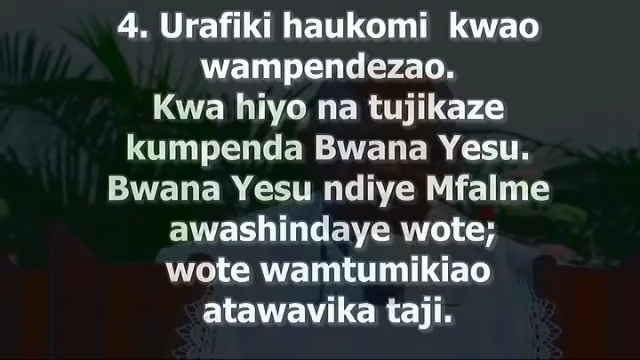 4. Urafiki haukomi kwao
wampendezao.
Kwa hiyo na tujikaze
kumpenda Bwana Yesu.
Bwana Yesu ndiye Mfalme
awashindaye wote;
wote wamtumikiao
atawavika taji.